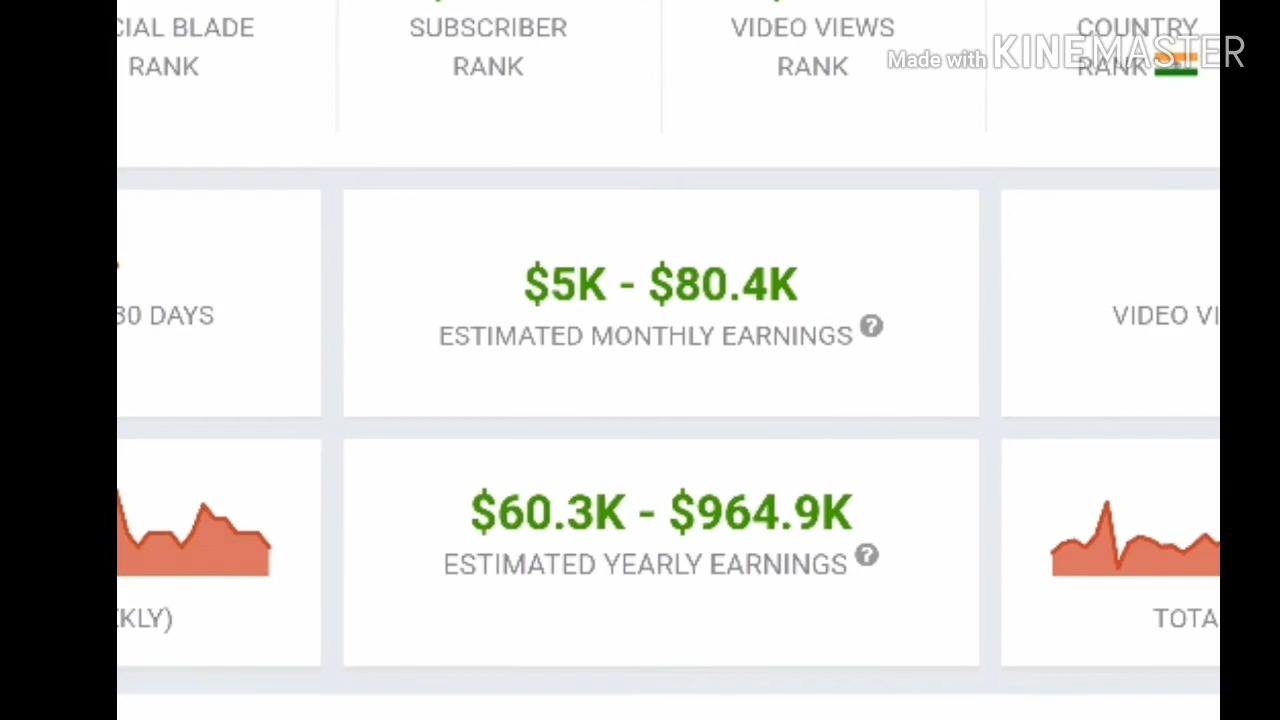 CIAL BLADE
RANK
SUBSCRIBER
RANK
VIDEO VIEWS
RANK
COUNTRY
RANK
Made with KINEMASTER
30 DAYS
$5K - $80.4K
ESTIMATED MONTHLY EARNINGS ?
VIDEO VI
KLY)
$60.3K - $964.9K
ESTIMATED YEARLY EARNINGS ?
TOTA